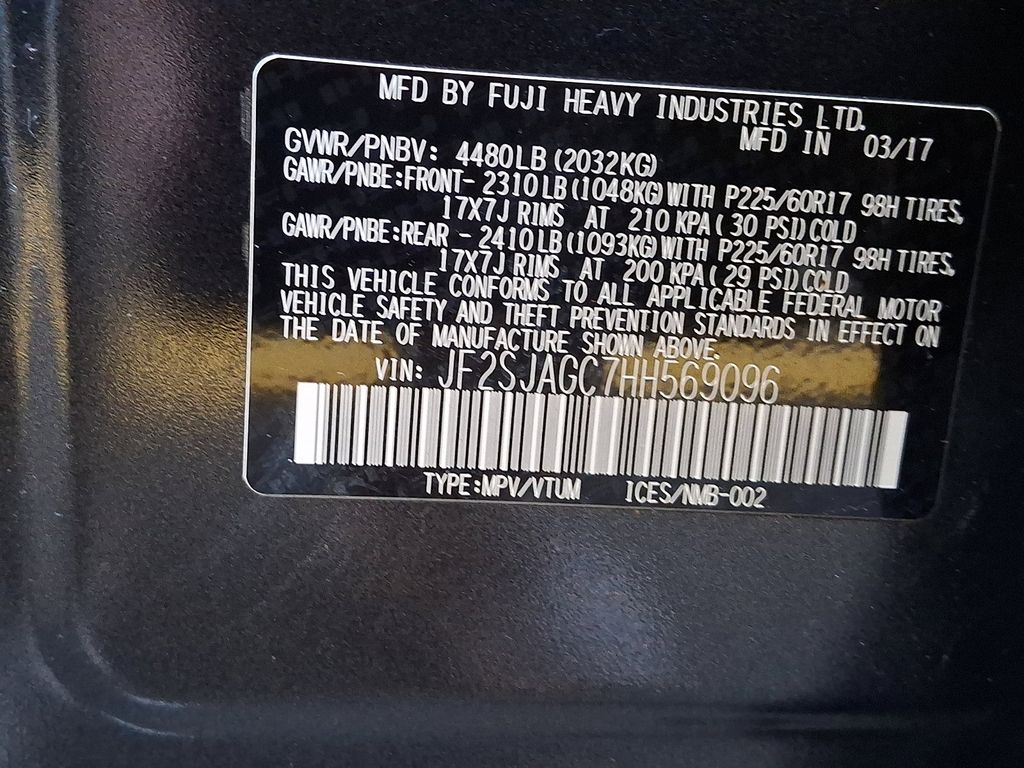 MFD BY FUJI HEAVY INDUSTRIES LTD.
MFD IN 03/17
GVWR/PNBV: 4480LB (2032KG)
GAWR/PNBE:FRONT- 2310LB (1048KG) WITH P225/60R17 98H TIRES,
17X7J RIMS AT 210 KPA ( 30 PSI) COLD
GAWR/PNBE:REAR - 2410LB (1093KG) WITH P225/60R17 98H TIRES,
17X7J RIMS AT 200 KPA ( 29 PSI) COLD
THIS VEHICLE CONFORMS TO ALL APPLICABLE FEDERAL MOTOR
VEHICLE SAFETY AND THEFT PREVENTION STANDARDS IN EFFECT ON
THE DATE OF MANUFACTURE SHOWN ABOVE.
VIN: JF2SJAGC7HH569096
TYPE:MPV/VTUM ICES/NMB-002